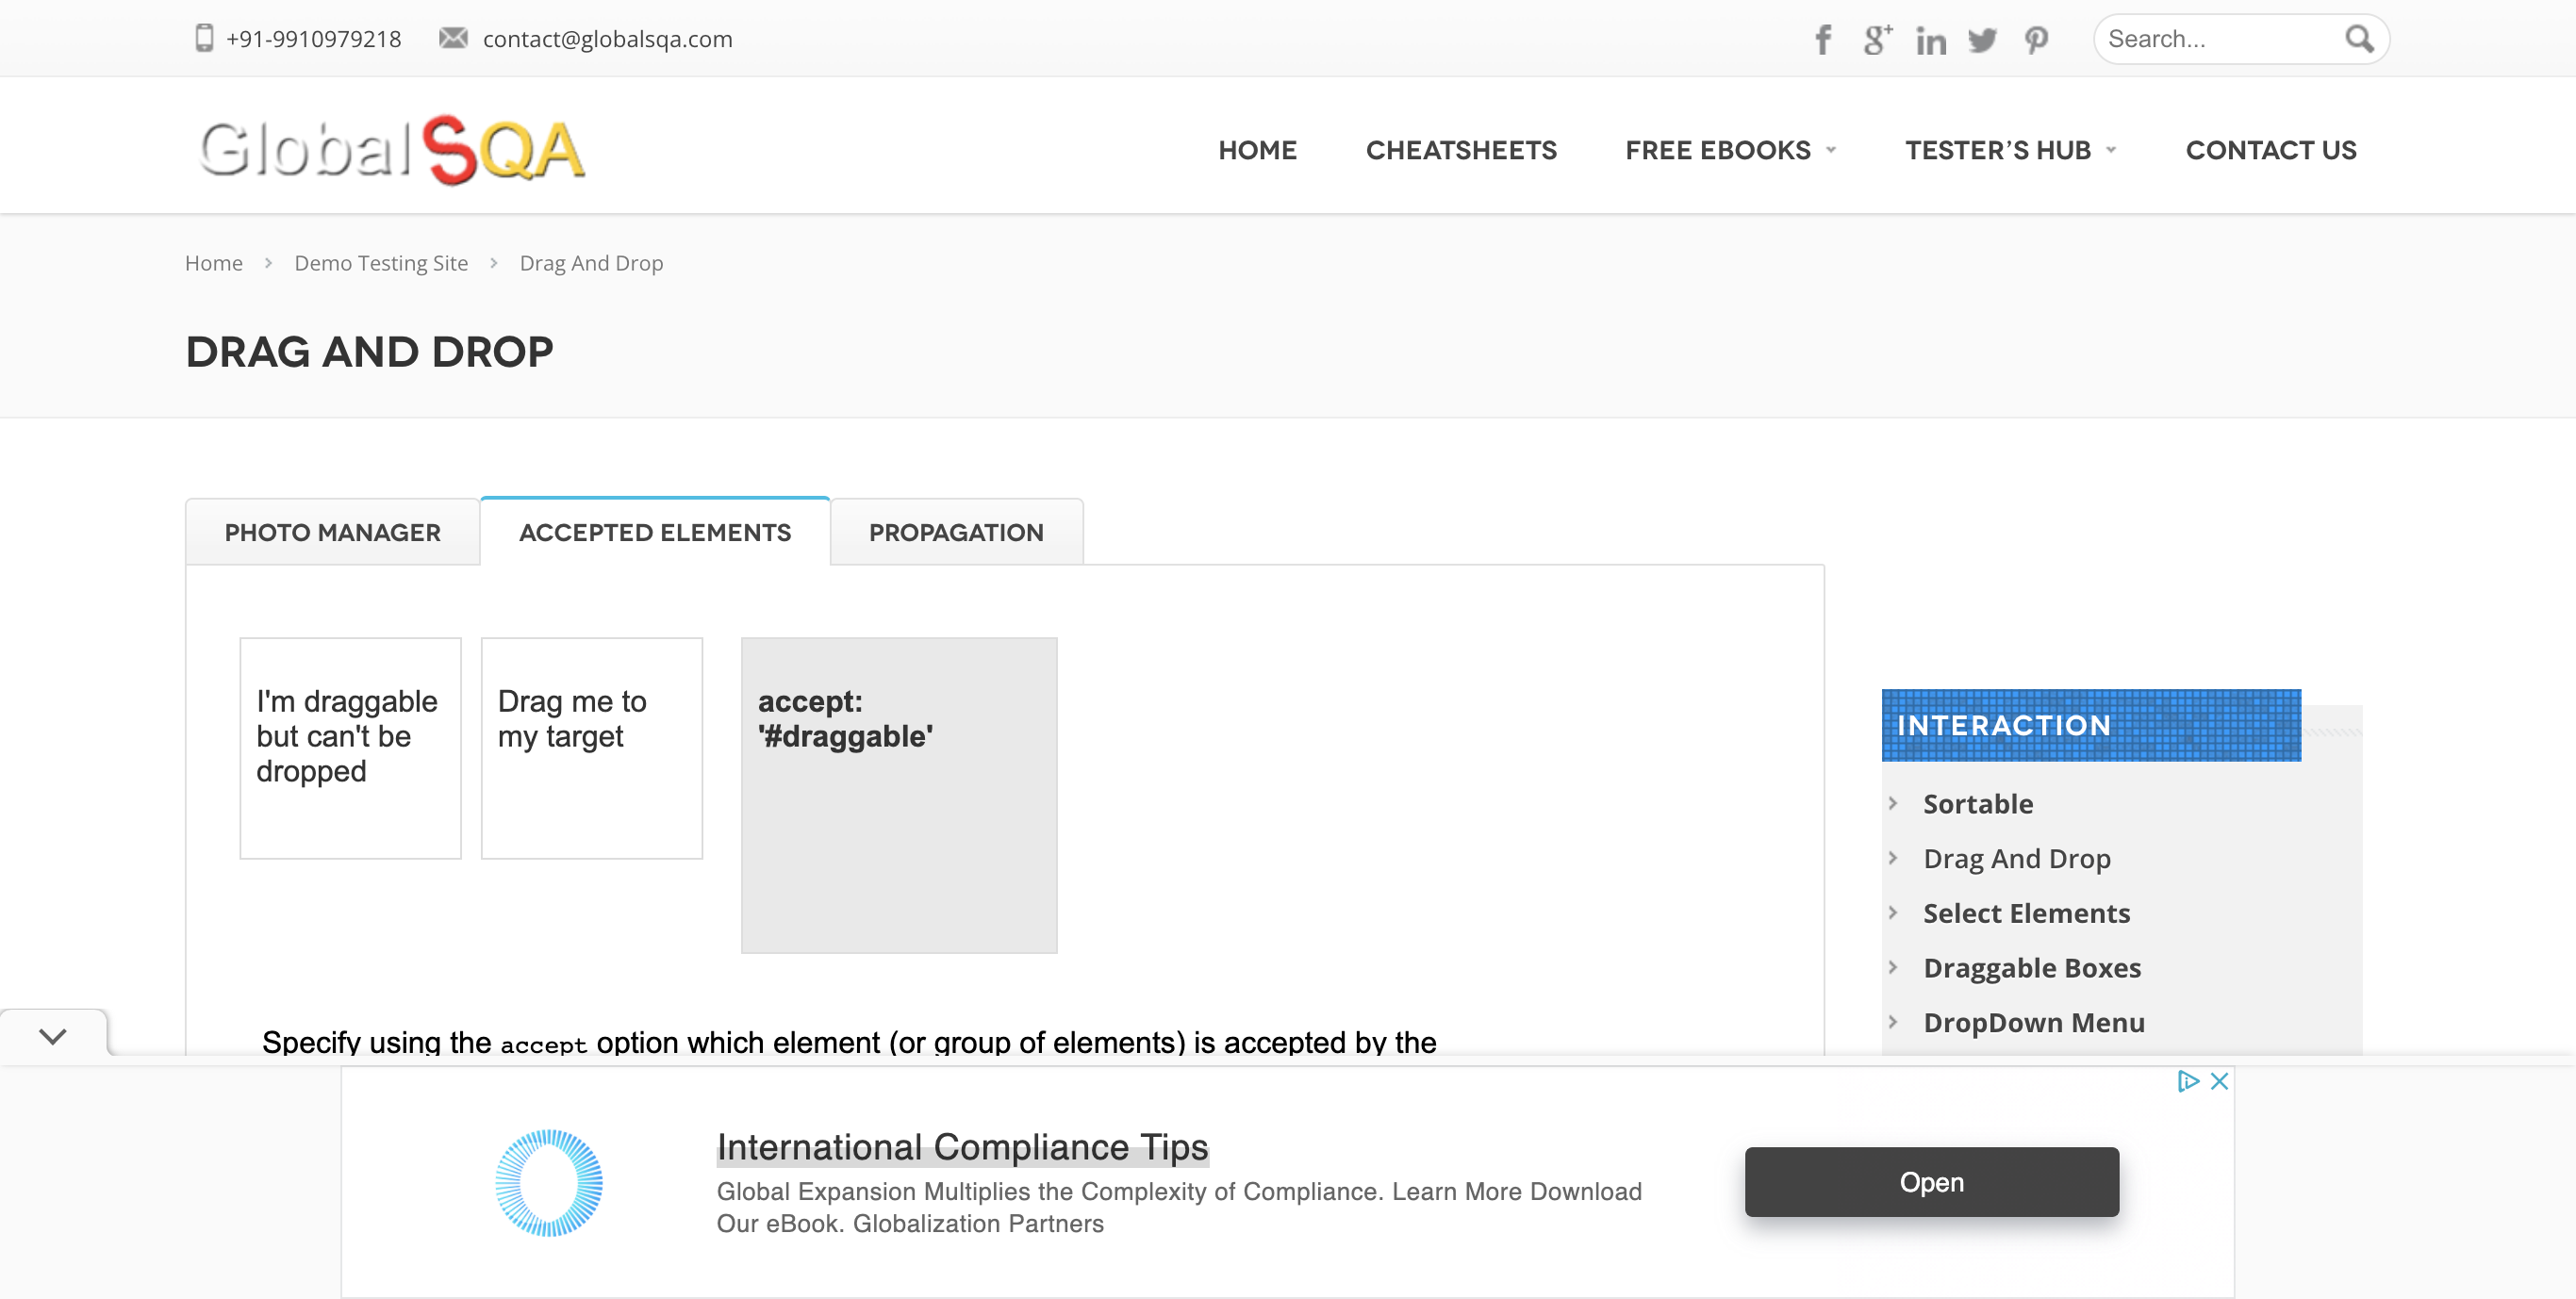 +91-9910979218 contact@globalsqa.com Search...
GlobalSQA
HOME CHEATSHEETS FREE EBOOKS TESTER’S HUB CONTACT US
Home > Demo Testing Site > Drag And Drop
DRAG AND DROP
PHOTO MANAGER ACCEPTED ELEMENTS PROPAGATION
I'm draggable
but can't be
dropped
Drag me to
my target
accept:
'#draggable'
INTERACTION
Sortable
Drag And Drop
Select Elements
Draggable Boxes
DropDown Menu
Specify using the accept option which element (or group of elements) is accepted by the
International Compliance Tips
Global Expansion Multiplies the Complexity of Compliance. Learn More Download
Our eBook. Globalization Partners
Open